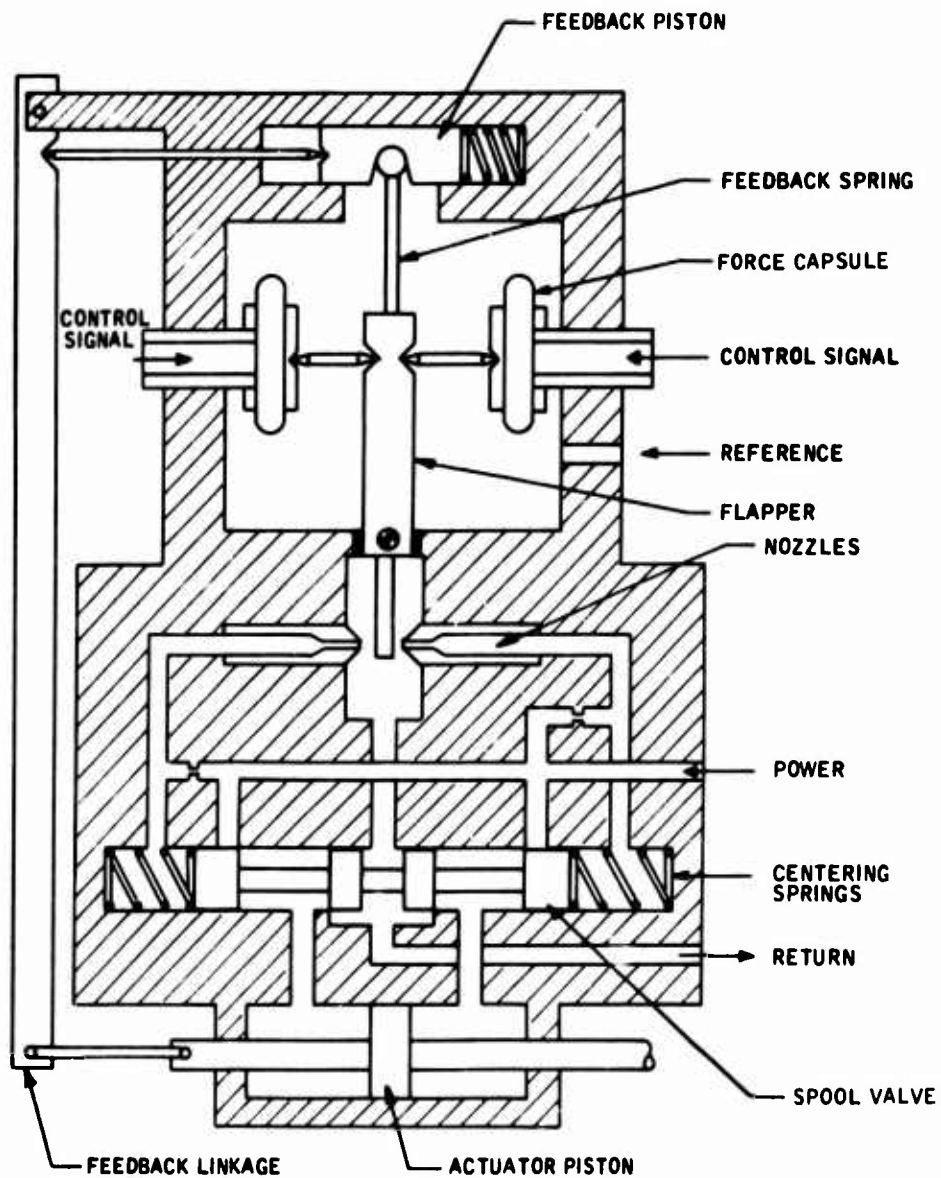 FEEDBACK PISTON
FEEDBACK SPRING
FORCE CAPSULE
CONTROL
SIGNAL
CONTROL SIGNAL
REFERENCE
FLAPPER
NOZZLES
POWER
CENTERING
SPRINGS
RETURN
SPOOL VALVE
FEEDBACK LINKAGE
ACTUATOR PISTON